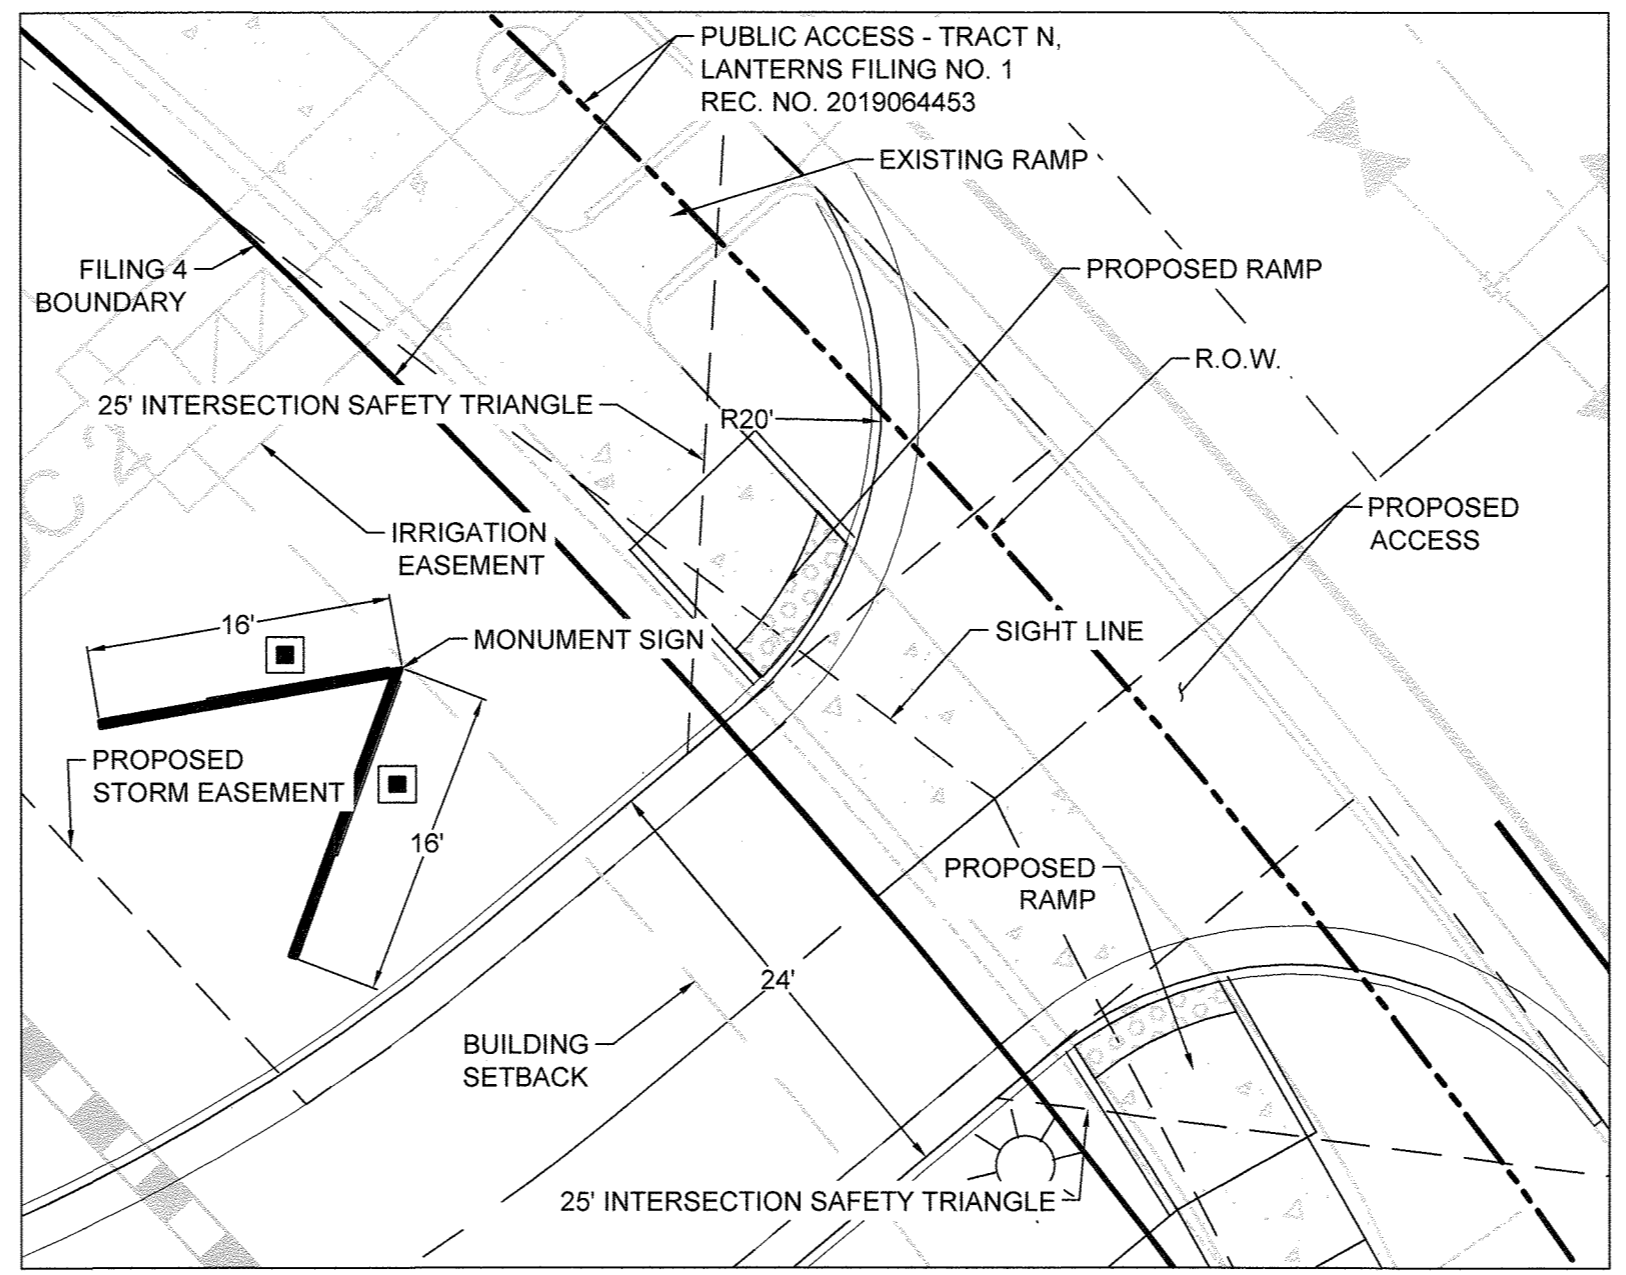 PUBLIC ACCESS - TRACT N,
LANTERNS FILING NO. 1
REC. NO. 2019064453
EXISTING RAMP
FILING 4
BOUNDARY
PROPOSED RAMP
R.O.W.
25' INTERSECTION SAFETY TRIANGLE
R20'
PROPOSED
ACCESS
IRRIGATION
EASEMENT
16'
MONUMENT SIGN
SIGHT LINE
PROPOSED
STORM EASEMENT
16'
PROPOSED
RAMP
24'
BUILDING
SETBACK
25' INTERSECTION SAFETY TRIANGLE